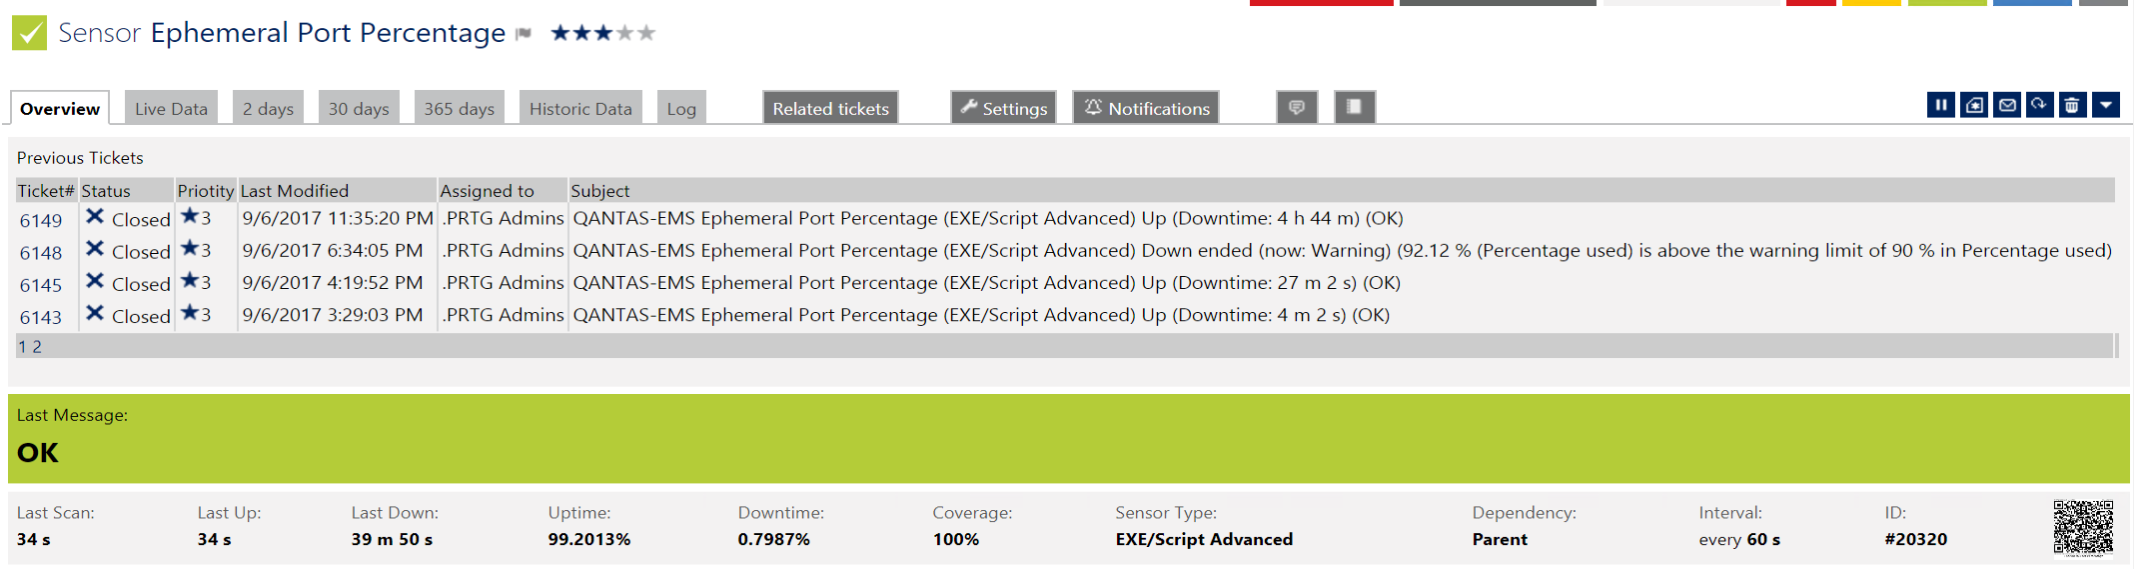 Sensor Ephemeral Port Percentage
Overview Live Data 2 days 30 days 365 days Historic Data Log Related tickets Settings Notifications
Previous Tickets
Ticket# Status Priotity Last Modified Assigned to Subject
6149 Closed 3 9/6/2017 11:35:20 PM .PRTG Admins QANTAS-EMS Ephemeral Port Percentage (EXE/Script Advanced) Up (Downtime: 4 h 44 m) (OK)
6148 Closed 3 9/6/2017 6:34:05 PM .PRTG Admins QANTAS-EMS Ephemeral Port Percentage (EXE/Script Advanced) Down ended (now: Warning) (92.12 % (Percentage used) is above the warning limit of 90 % in Percentage used)
6145 Closed 3 9/6/2017 4:19:52 PM .PRTG Admins QANTAS-EMS Ephemeral Port Percentage (EXE/Script Advanced) Up (Downtime: 27 m 2 s) (OK)
6143 Closed 3 9/6/2017 3:29:03 PM .PRTG Admins QANTAS-EMS Ephemeral Port Percentage (EXE/Script Advanced) Up (Downtime: 4 m 2 s) (OK)
1 2
Last Message:
OK
Last Scan: Last Up: Last Down: Uptime: Downtime: Coverage: Sensor Type: Dependency: Interval: ID:
34 s 34 s 39 m 50 s 99.2013% 0.7987% 100% EXE/Script Advanced Parent every 60 s #20320